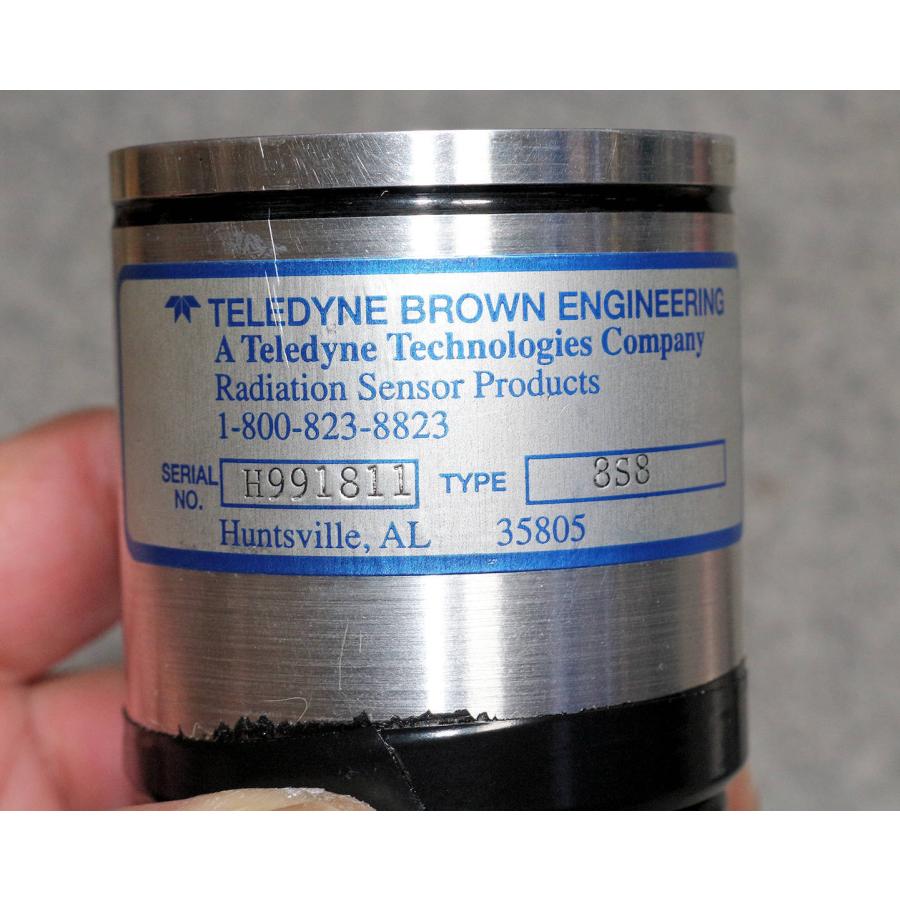 TELEDYNE BROWN ENGINEERING
A Teledyne Technologies Company
Radiation Sensor Products
1-800-823-8823
SERIAL NO. H991811 TYPE 3S8
Huntsville, AL 35805